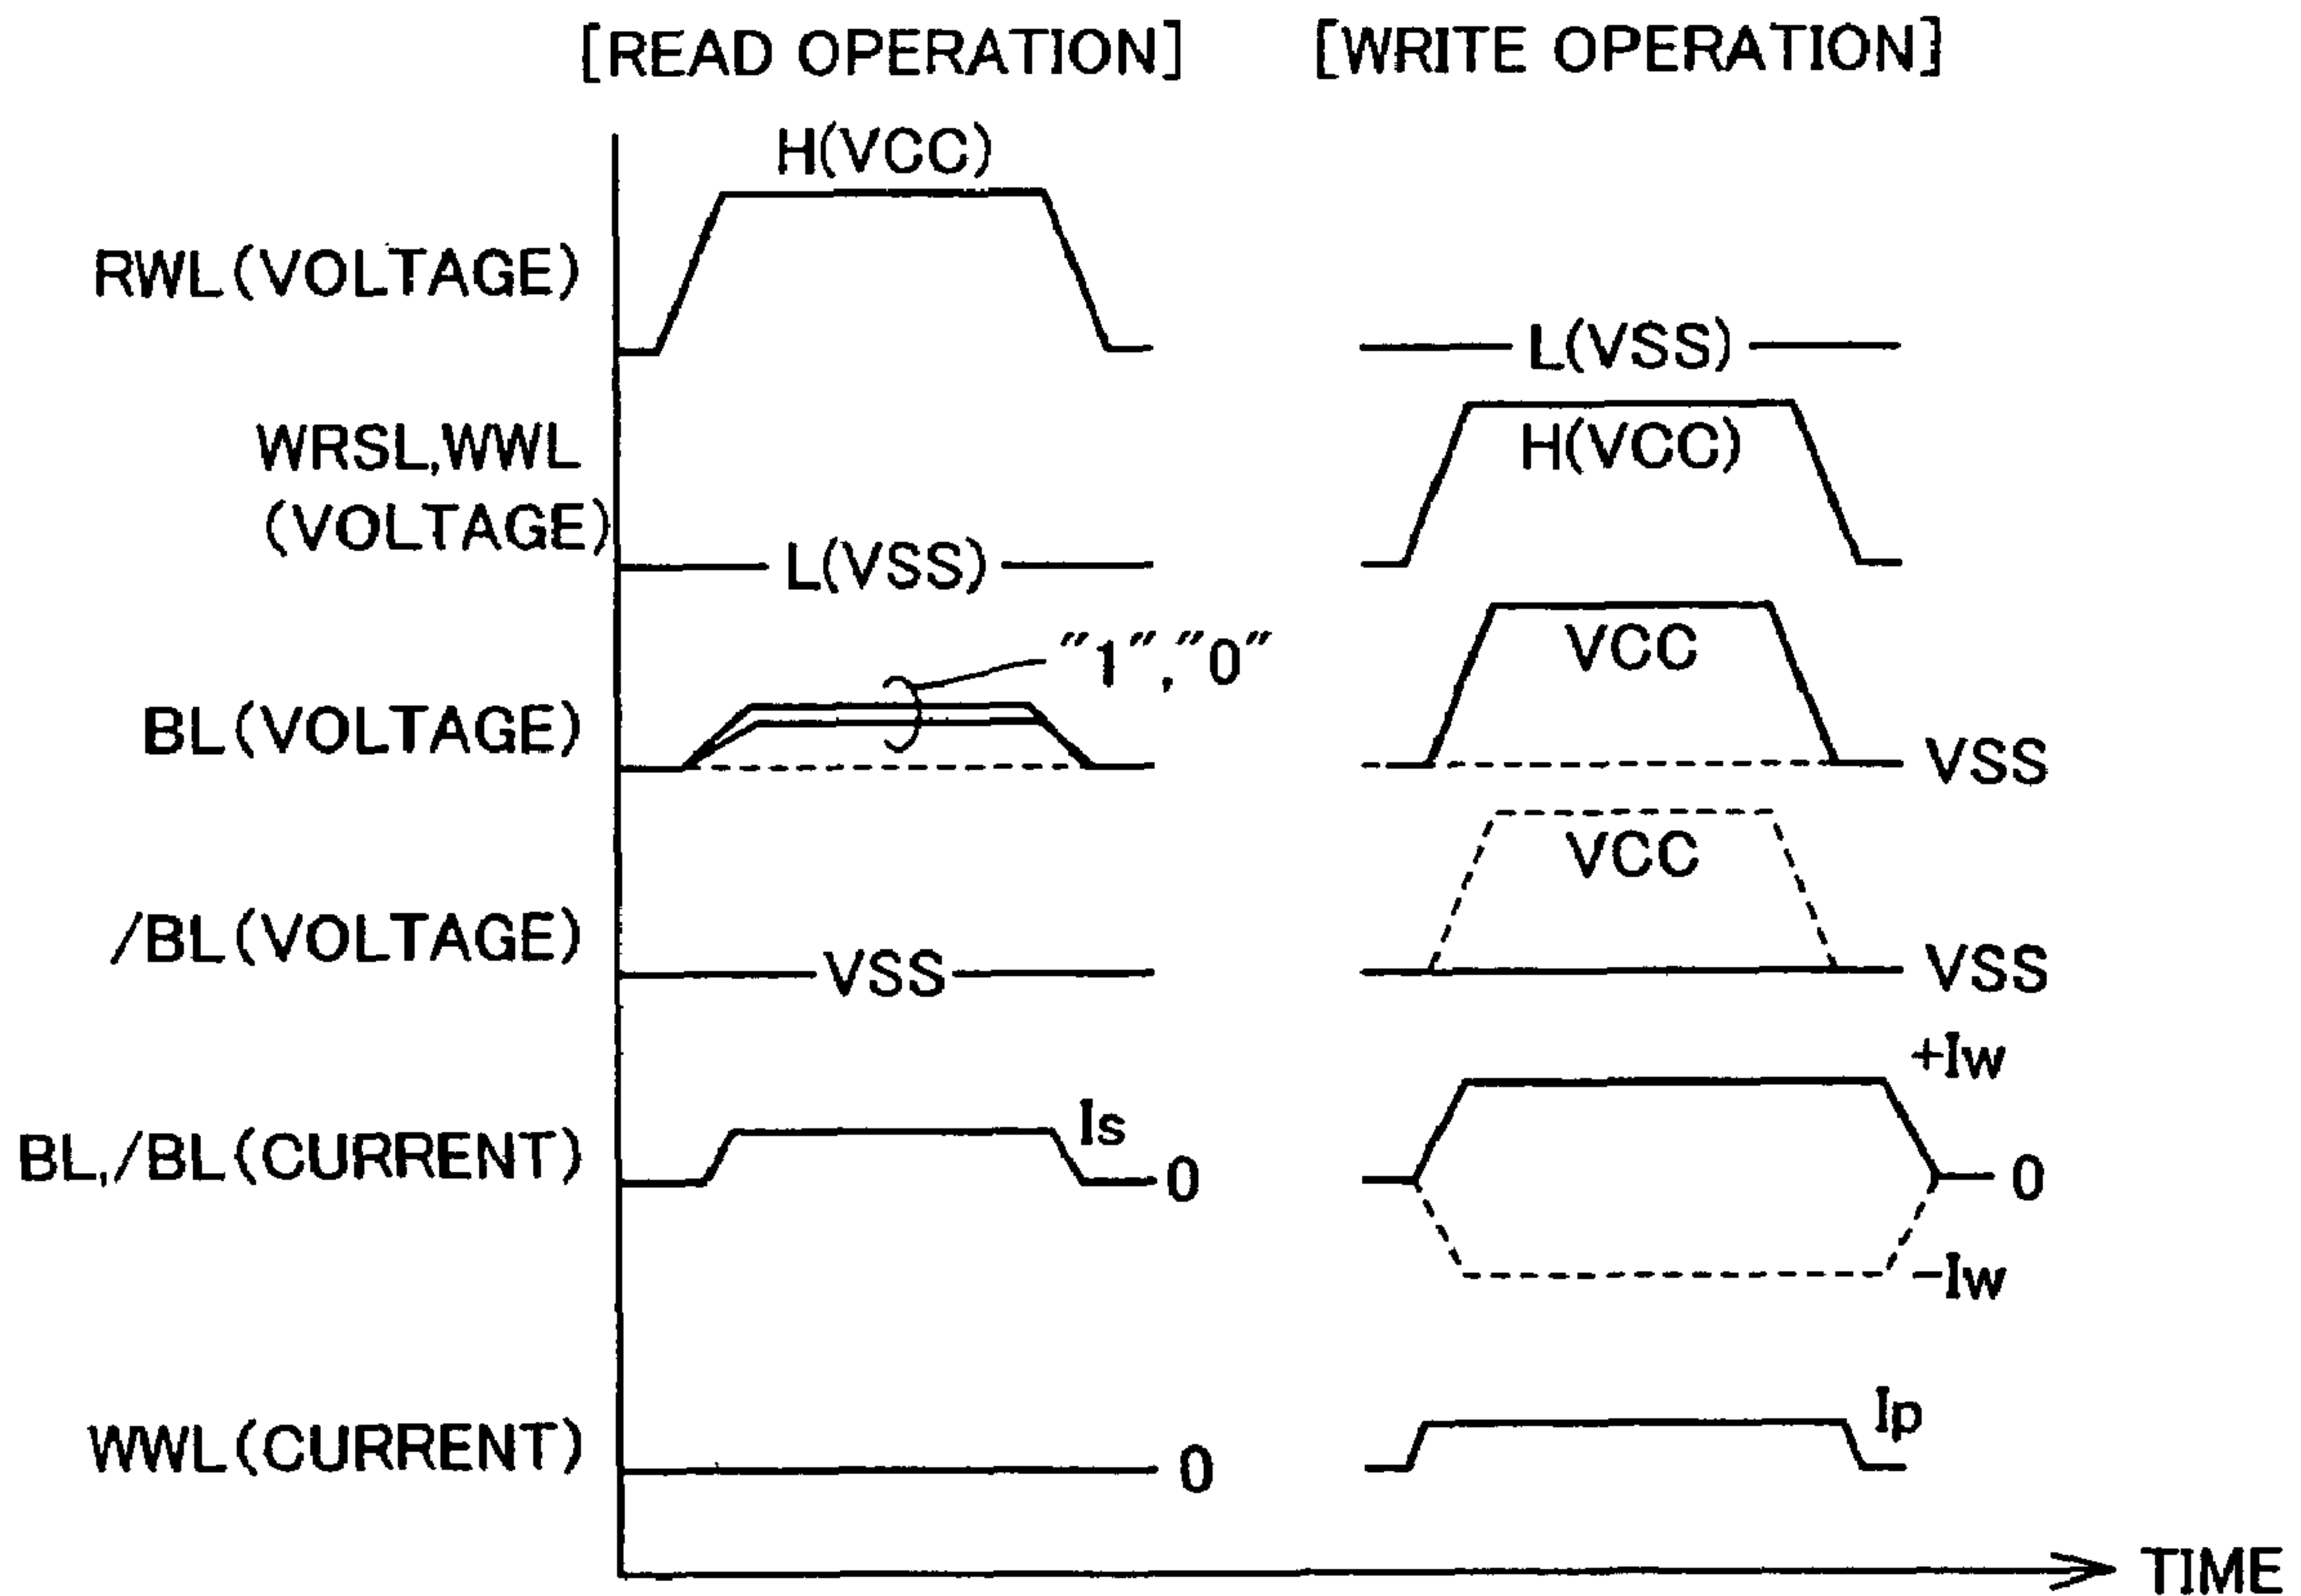 [READ OPERATION] [WRITE OPERATION]
H(VCC)
RWL(VOLTAGE)
L(VSS)
WRSL,WWL
(VOLTAGE)
H(VCC)
L(VSS)
"1","0"
VCC
BL(VOLTAGE)
VSS
VCC
/BL(VOLTAGE)
VSS
VSS
+Iw
Is
BL,/BL(CURRENT)
0
0
-Iw
Ip
WWL(CURRENT)
0
TIME